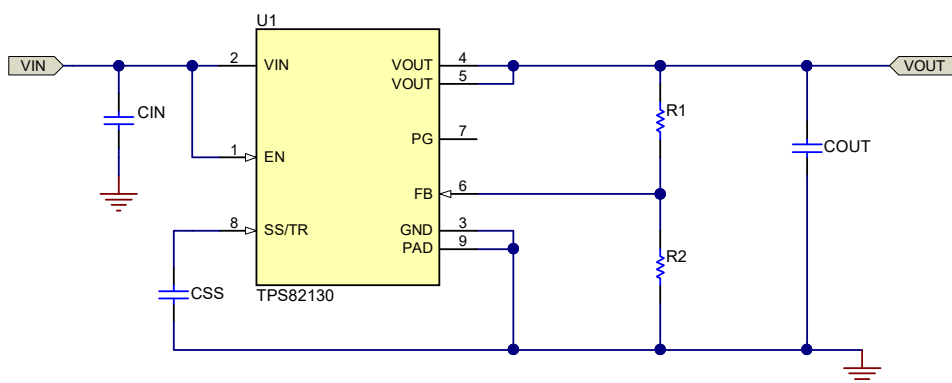 U1
VIN
2
VIN
VOUT
4
VOUT
VOUT
5
CIN
R1
PG
7
COUT
1
EN
FB
6
8
SS/TR
GND
3
PAD
9
R2
CSS
TPS82130